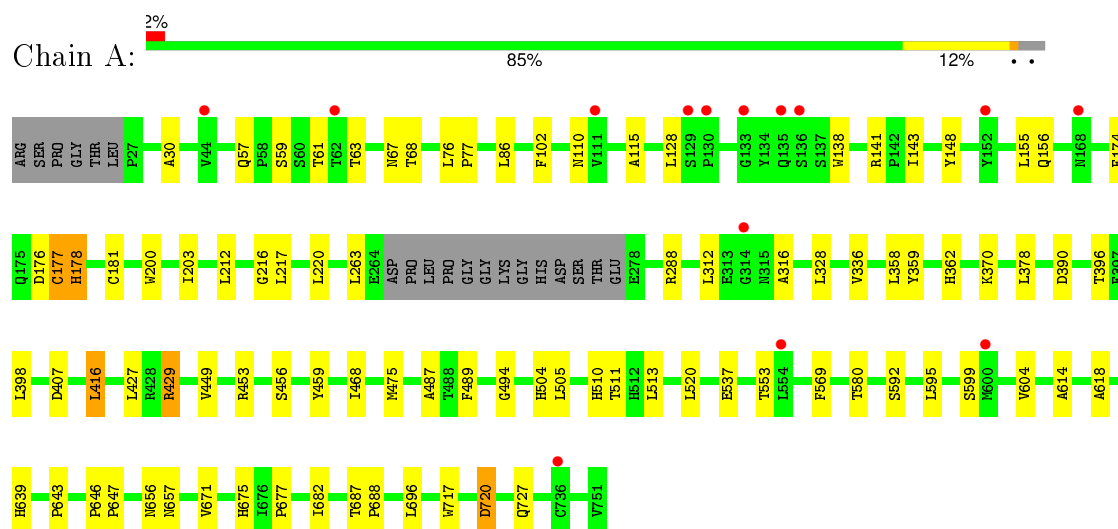 2%
Chain A:
85% 12% • •
ARG SER PRO GLY THR LEU P27 A30 V44 Q57 P58 S59 S60 T61 T62 T63 N67 T68 L76 P77 L86 F102 N110 V111 A115 L128 S129 P130 G133 Y134 Q135 S136 S137 W138 R141 P142 I143 Y148 Y152 L155 Q156 N168
Q175 D176 C177 H178 C181 W200 I203 L212 G216 L217 L220 L263 E264 ASP PRO LEU PRO GLY GLY LYS GLY HIS ASP SER THR GLU E278 R288 L312 E313 G314 N315 A316 L328 V336 L358 Y359 H362 K370 L378 D390 T396
L398 D407 L416 L427 R428 R429 V449 R453 S456 Y459 I468 M475 A487 T488 F489 G494 H504 L505 H510 T511 H512 L513 L520 E537 T553 L554 F569 T580 S592 L595 S599 M600 V604 A614 A618
H639 P643 P646 P647 N656 N657 V671 H675 I676 P677 I682 T687 P688 L696 W717 D720 Q727 C736 V751